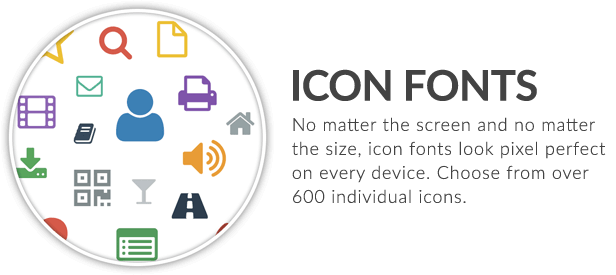 ICON FONTS
No matter the screen and no matter
the size, icon fonts look pixel perfect
on every device. Choose from over
600 individual icons.